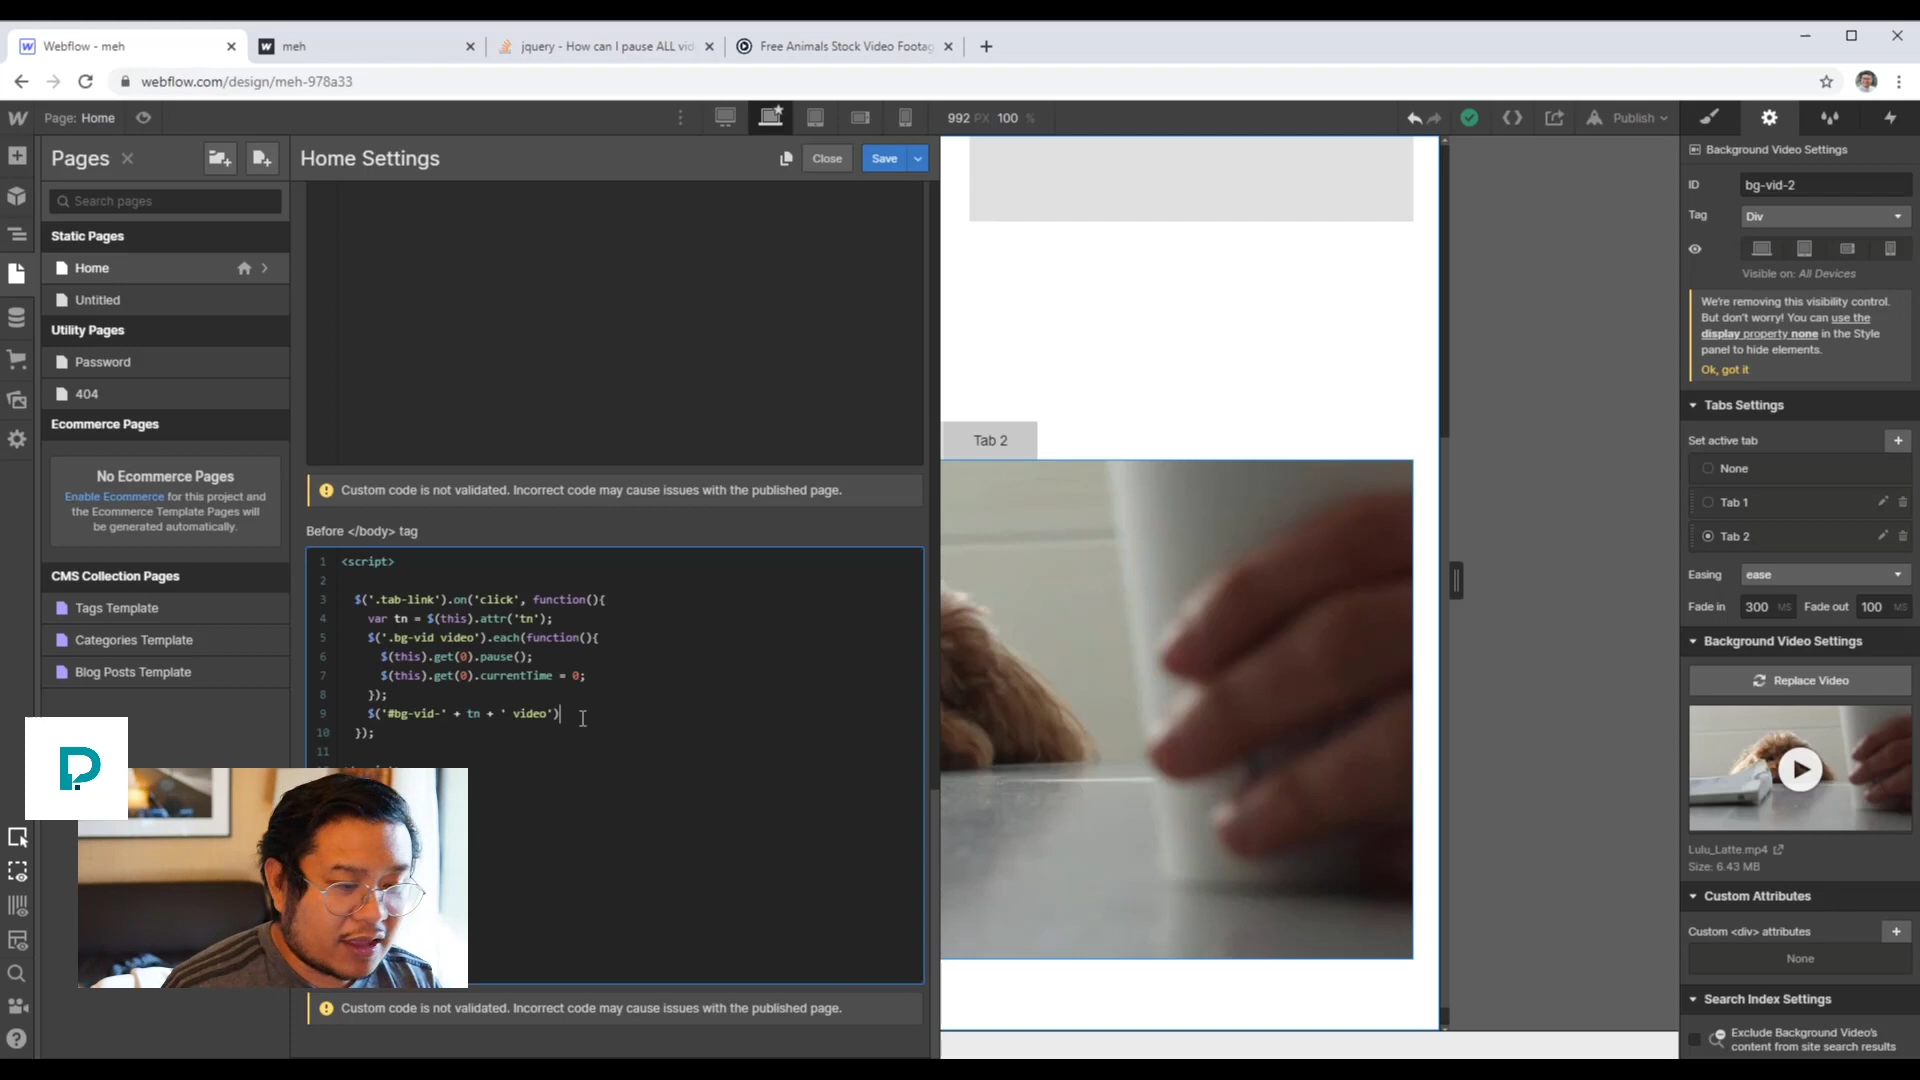 Webflow - meh
meh
jquery - How can I pause ALL vid
Free Animals Stock Video Footag
webflow.com/design/meh-978a33
Page: Home
992 PX 100 %
Publish
Pages
Home Settings
Close
Save
Search pages
Static Pages
Home
Untitled
Utility Pages
Password
404
Ecommerce Pages
No Ecommerce Pages
Enable Ecommerce for this project and
the Ecommerce Template Pages will
be generated automatically.
CMS Collection Pages
Tags Template
Categories Template
Blog Posts Template
Custom code is not validated. Incorrect code may cause issues with the published page.
Before </body> tag
1 <script>
2
3 $('.tab-link').on('click', function(){
4 var tn = $(this).attr('tn');
5 $('.bg-vid video').each(function(){
6 $(this).get(0).pause();
7 $(this).get(0).currentTime = 0;
8 });
9 $('#bg-vid-' + tn + ' video')
10 });
11
Custom code is not validated. Incorrect code may cause issues with the published page.
Tab 2
Background Video Settings
ID bg-vid-2
Tag Div
Visible on: All Devices
We're removing this visibility control.
But don't worry! You can use the
display property none in the Style
panel to hide elements.
Ok, got it
Tabs Settings
Set active tab
None
Tab 1
Tab 2
Easing ease
Fade in 300 MS Fade out 100 MS
Background Video Settings
Replace Video
Lulu_Latte.mp4
Size: 6.43 MB
Custom Attributes
Custom <div> attributes
None
Search Index Settings
Exclude Background Video's
content from site search results